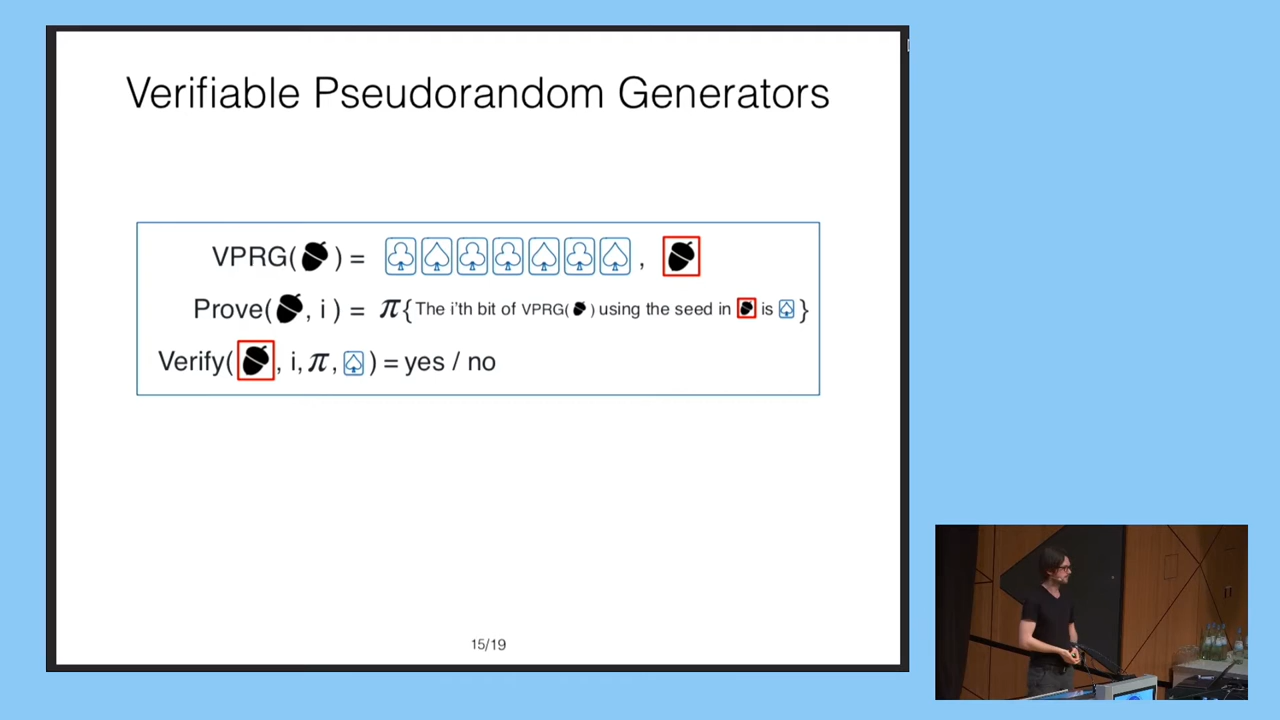 Verifiable Pseudorandom Generators
VPRG( ) = ,
Prove( , i ) = π{ The i'th bit of VPRG( ) using the seed in is }
Verify( , i, π, ) = yes / no
15/19